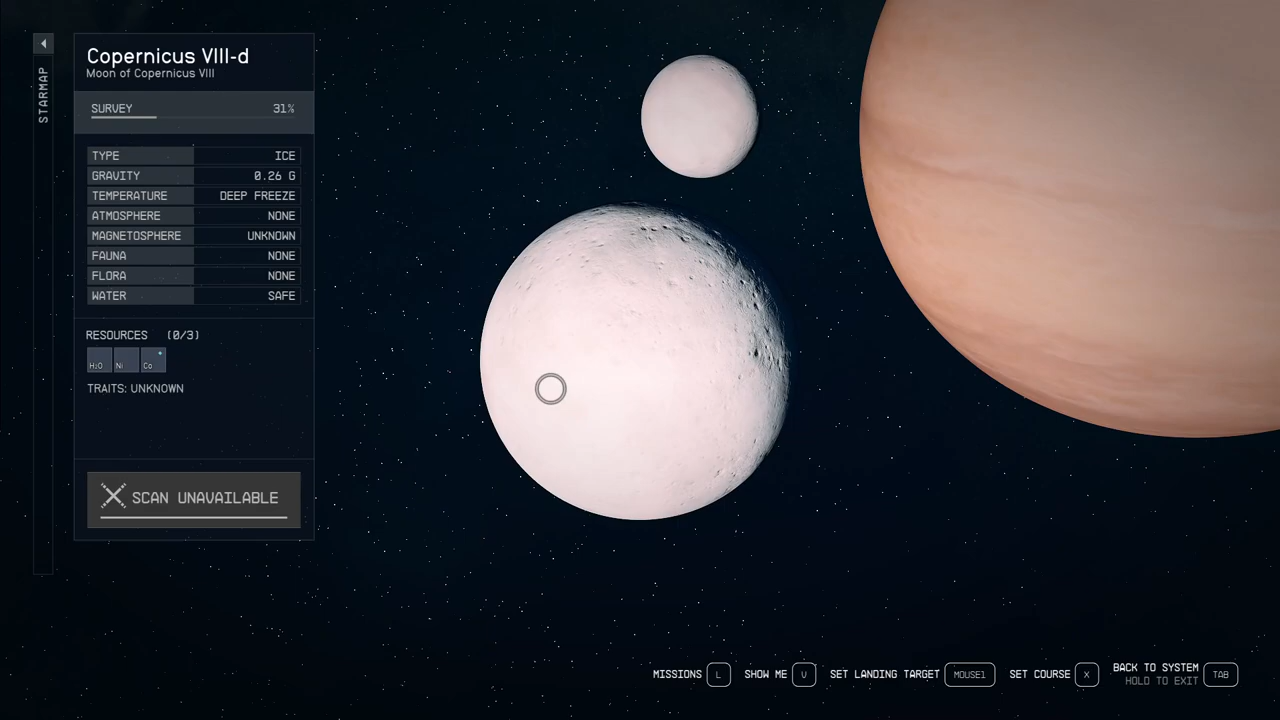 STARMAP
Copernicus VIII-d
Moon of Copernicus VIII
SURVEY 31%
TYPE ICE
GRAVITY 0.26 G
TEMPERATURE DEEP FREEZE
ATMOSPHERE NONE
MAGNETOSPHERE UNKNOWN
FAUNA NONE
FLORA NONE
WATER SAFE
RESOURCES (0/3)
H₂O Ni Co
TRAITS: UNKNOWN
SCAN UNAVAILABLE
MISSIONS L SHOW ME V SET LANDING TARGET MOUSE1 SET COURSE X BACK TO SYSTEM TAB
HOLD TO EXIT